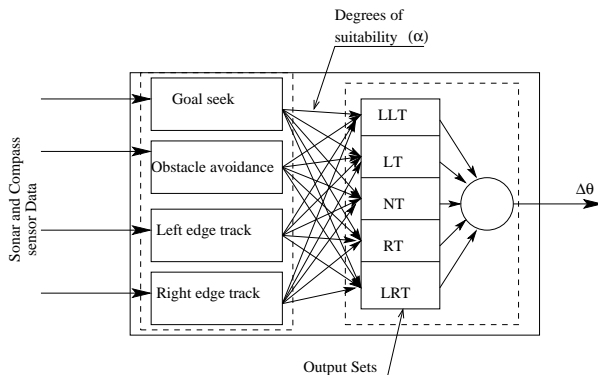 Degrees of
suitability (α)
Sonar and Compass
sensor Data
Goal seek
Obstacle avoidance
Left edge track
Right edge track
LLT
LT
NT
RT
LRT
Δθ
Output Sets